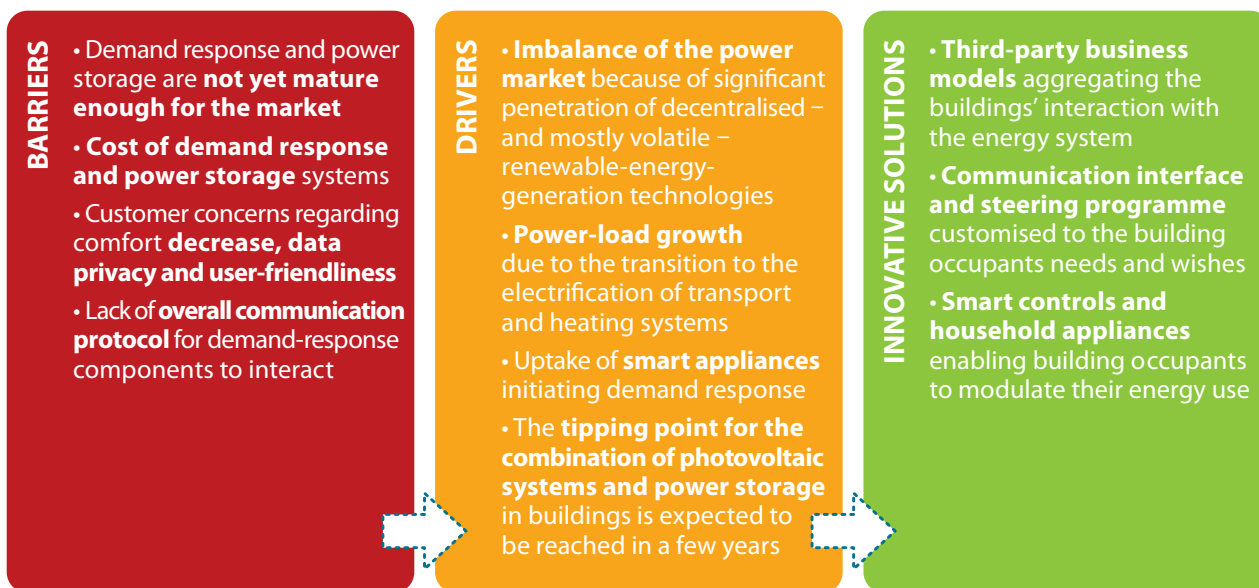 BARRIERS
• Demand response and power
storage are not yet mature
enough for the market
• Cost of demand response
and power storage systems
• Customer concerns regarding
comfort decrease, data
privacy and user-friendliness
• Lack of overall communication
protocol for demand-response
components to interact
DRIVERS
• Imbalance of the power
market because of significant
penetration of decentralised –
and mostly volatile –
renewable-energy-
generation technologies
• Power-load growth
due to the transition to the
electrification of transport
and heating systems
• Uptake of smart appliances
initiating demand response
• The tipping point for the
combination of photovoltaic
systems and power storage
in buildings is expected to
be reached in a few years
INNOVATIVE SOLUTIONS
• Third-party business
models aggregating the
buildings’ interaction with
the energy system
• Communication interface
and steering programme
customised to the building
occupants needs and wishes
• Smart controls and
household appliances
enabling building occupants
to modulate their energy use